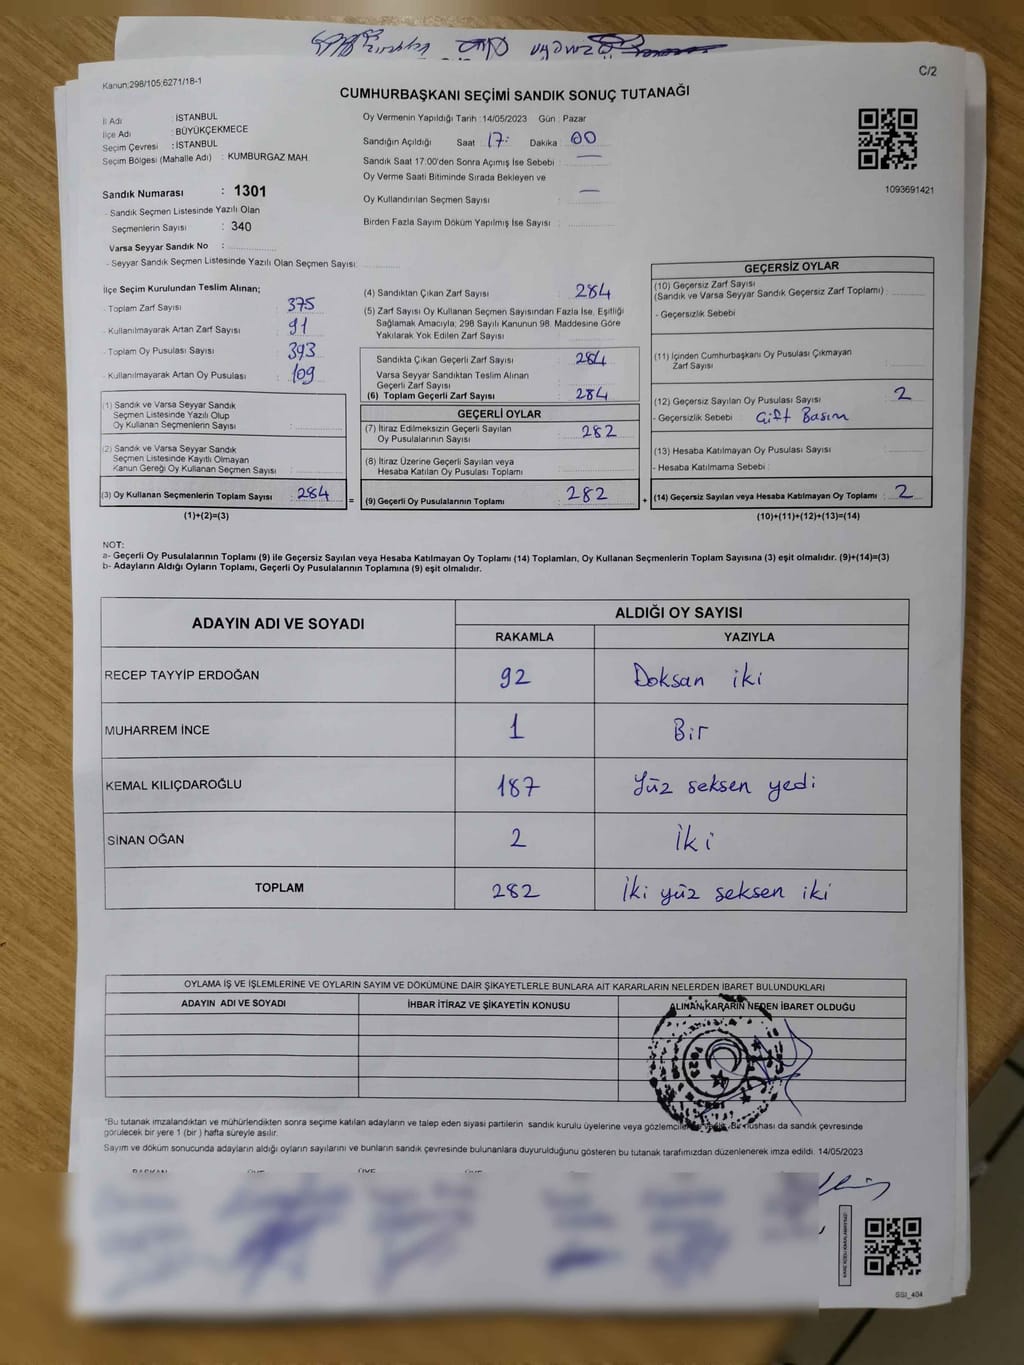 Kanun;298/105;6271/18-1
C/2
CUMHURBAŞKANI SEÇİMİ SANDIK SONUÇ TUTANAĞI
İl Adı : İSTANBUL
İlçe Adı : BÜYÜKÇEKMECE
Seçim Çevresi : İSTANBUL
Seçim Bölgesi (Mahalle Adı) : KUMBURGAZ MAH.
Sandık Numarası : 1301
- Sandık Seçmen Listesinde Yazılı Olan
Seçmenlerin Sayısı : 340
Varsa Seyyar Sandık No :
- Seyyar Sandık Seçmen Listesinde Yazılı Olan Seçmen Sayısı:
Oy Vermenin Yapıldığı Tarih : 14/05/2023 Gün : Pazar
Sandığın Açıldığı Saat 17: Dakika 00
Sandık Saat 17:00'den Sonra Açımış İse Sebebi : —
Oy Verme Saati Bitiminde Sırada Bekleyen ve
Oy Kullandırılan Seçmen Sayısı : —
Birden Fazla Sayım Döküm Yapılmış İse Sayısı :
1093691421
İlçe Seçim Kurulundan Teslim Alınan;
- Toplam Zarf Sayısı : 375
- Kullanılmayarak Artan Zarf Sayısı : 91
- Toplam Oy Pusulası Sayısı : 393
- Kullanılmayarak Artan Oy Pusulası : 109
(1) Sandık ve Varsa Seyyar Sandık
Seçmen Listesinde Yazılı Olup
Oy Kullanan Seçmenlerin Sayısı :
(2) Sandık ve Varsa Seyyar Sandık
Seçmen Listesinde Kayıtlı Olmayan
Kanun Gereği Oy Kullanan Seçmen Sayısı :
(3) Oy Kullanan Seçmenlerin Toplam Sayısı : 284
(1)+(2)=(3)
=
(4) Sandıktan Çıkan Zarf Sayısı : 284
(5) Zarf Sayısı Oy Kullanan Seçmen Sayısından Fazla İse, Eşitliği
Sağlamak Amacıyla; 298 Sayılı Kanunun 98. Maddesine Göre
Yakılarak Yok Edilen Zarf Sayısı :
Sandıkta Çıkan Geçerli Zarf Sayısı : 284
Varsa Seyyar Sandıktan Teslim Alınan
Geçerli Zarf Sayısı :
(6) Toplam Geçerli Zarf Sayısı : 284
GEÇERLİ OYLAR
(7) İtiraz Edilmeksizin Geçerli Sayılan
Oy Pusulalarının Sayısı : 282
(8) İtiraz Üzerine Geçerli Sayılan veya
Hesaba Katılan Oy Pusulası Toplamı :
(9) Geçerli Oy Pusulalarının Toplamı : 282
+
GEÇERSİZ OYLAR
(10) Geçersiz Zarf Sayısı
(Sandık ve Varsa Seyyar Sandık Geçersiz Zarf Toplamı) :
- Geçersizlik Sebebi
(11) İçinden Cumhurbaşkanı Oy Pusulası Çıkmayan
Zarf Sayısı :
(12) Geçersiz Sayılan Oy Pusulası Sayısı : 2
- Geçersizlik Sebebi : Çift Basım
(13) Hesaba Katılmayan Oy Pusulası Sayısı :
- Hesaba Katılmama Sebebi :
(14) Geçersiz Sayılan veya Hesaba Katılmayan Oy Toplamı : 2
(10)+(11)+(12)+(13)=(14)
NOT:
a- Geçerli Oy Pusulalarının Toplamı (9) ile Geçersiz Sayılan veya Hesaba Katılmayan Oy Toplamı (14) Toplamları, Oy Kullanan Seçmenlerin Toplam Sayısına (3) eşit olmalıdır. (9)+(14)=(3)
b- Adayların Aldığı Oyların Toplamı, Geçerli Oy Pusulalarının Toplamına (9) eşit olmalıdır.
ADAYIN ADI VE SOYADI
ALDIĞI OY SAYISI
RAKAMLA YAZIYLA
RECEP TAYYİP ERDOĞAN 92 Doksan iki
MUHARREM İNCE 1 Bir
KEMAL KILIÇDAROĞLU 187 Yüz seksen yedi
SİNAN OĞAN 2 İki
TOPLAM 282 İki yüz seksen iki
OYLAMA İŞ VE İŞLEMLERİNE VE OYLARIN SAYIM VE DÖKÜMÜNE DAİR ŞİKAYETLERLE BUNLARA AİT KARARLARIN NELERDEN İBARET BULUNDUKLARI
ADAYIN ADI VE SOYADI İHBAR İTİRAZ VE ŞİKAYETİN KONUSU ALINAN KARARIN NEDEN İBARET OLDUĞU
*Bu tutanak imzalandıktan ve mühürlendikten sonra seçime katılan adayların ve talep eden siyasi partilerin sandık kurulu üyelerine veya gözlemcile Bir nüshası da sandık çevresinde
görülecek bir yere 1 (bir ) hafta süreyle asılır.
Sayım ve döküm sonucunda adayların aldığı oyların sayılarını ve bunların sandık çevresinde bulunanlara duyurulduğunu gösteren bu tutanak tarafımızdan düzenlenerek imza edildi. 14/05/2023
BAŞKAN ÜYE ÜYE ÜYE
SSI_404